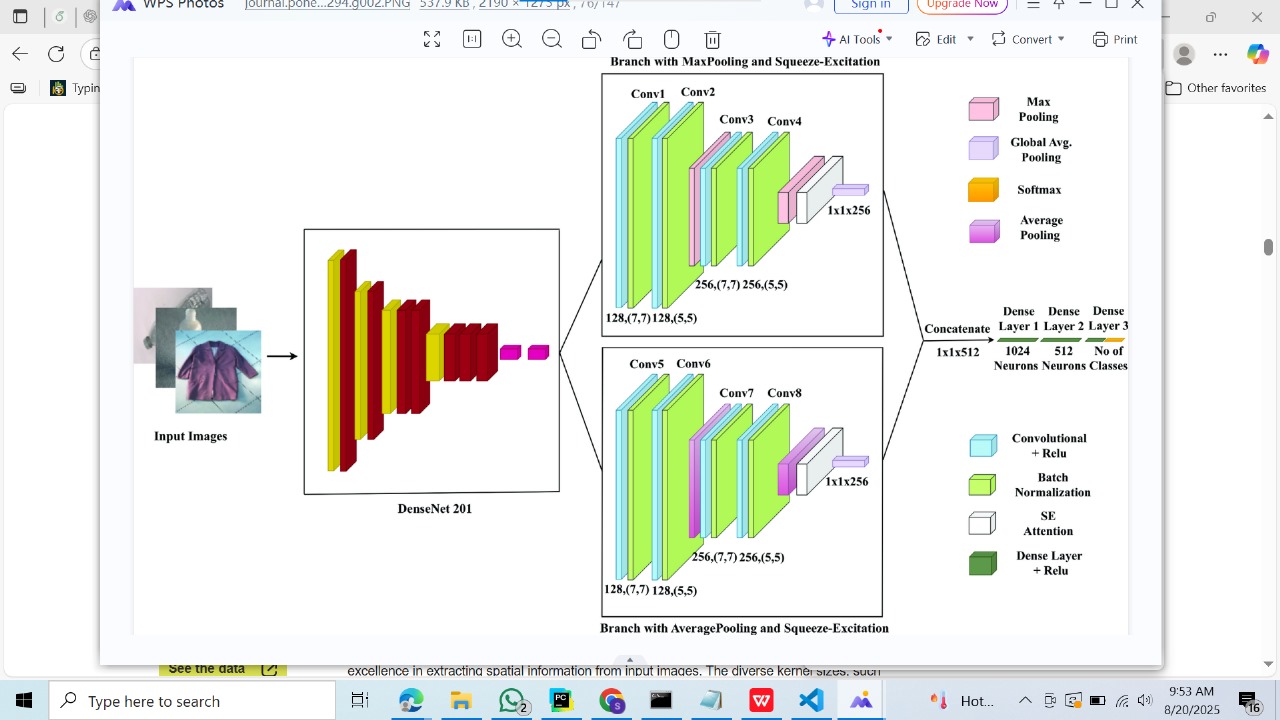 WPS Photos
journal.pone...294.g002.PNG 537.9 KB , 2190 × 1275 px , 76/147
Sign in
Upgrade Now
AI Tools
Edit
Convert
Print
Typin
Other favorites
Branch with MaxPooling and Squeeze-Excitation
Conv1
Conv2
Conv3
Conv4
1x1x256
256,(7,7) 256,(5,5)
128,(7,7) 128,(5,5)
Max
Pooling
Global Avg.
Pooling
Softmax
Average
Pooling
Input Images
DenseNet 201
Concatenate
1x1x512
Dense
Layer 1
Dense
Layer 2
Dense
Layer 3
1024
Neurons
512
Neurons
No of
Classes
Conv5
Conv6
Conv7
Conv8
1x1x256
256,(7,7) 256,(5,5)
128,(7,7) 128,(5,5)
Branch with AveragePooling and Squeeze-Excitation
Convolutional
+ Relu
Batch
Normalization
SE
Attention
Dense Layer
+ Relu
See the data
excellence in extracting spatial information from input images. The diverse kernel sizes, such
Type here to search
2
Hot...
9:53 AM
8/20/2025
16